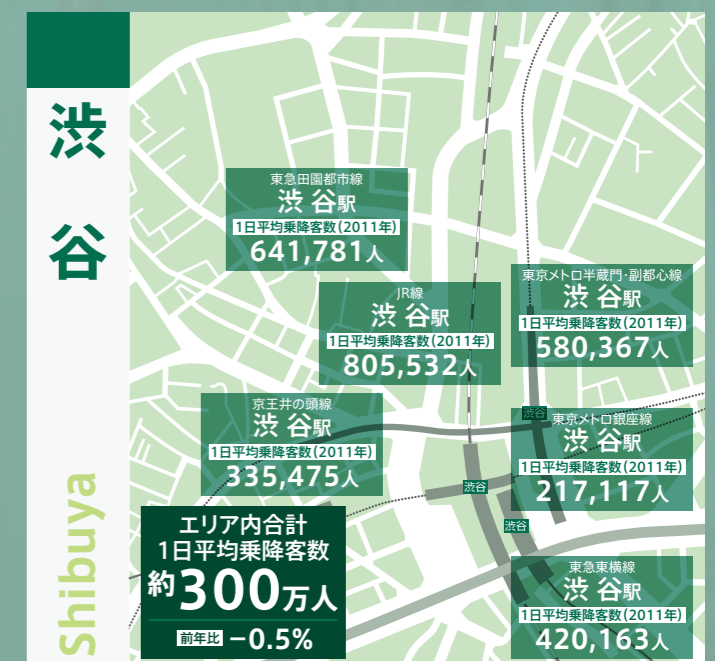 渋谷
Shibuya
東急田園都市線
渋谷駅
1日平均乗降客数(2011年)
641,781人
JR線
渋谷駅
1日平均乗降客数(2011年)
805,532人
東京メトロ半蔵門・副都心線
渋谷駅
1日平均乗降客数(2011年)
580,367人
京王井の頭線
渋谷駅
1日平均乗降客数(2011年)
335,475人
渋谷
東京メトロ銀座線
渋谷駅
1日平均乗降客数(2011年)
217,117人
渋谷
渋谷
エリア内合計
1日平均乗降客数
約300万人
前年比 −0.5%
東急東横線
渋谷駅
1日平均乗降客数(2011年)
420,163人